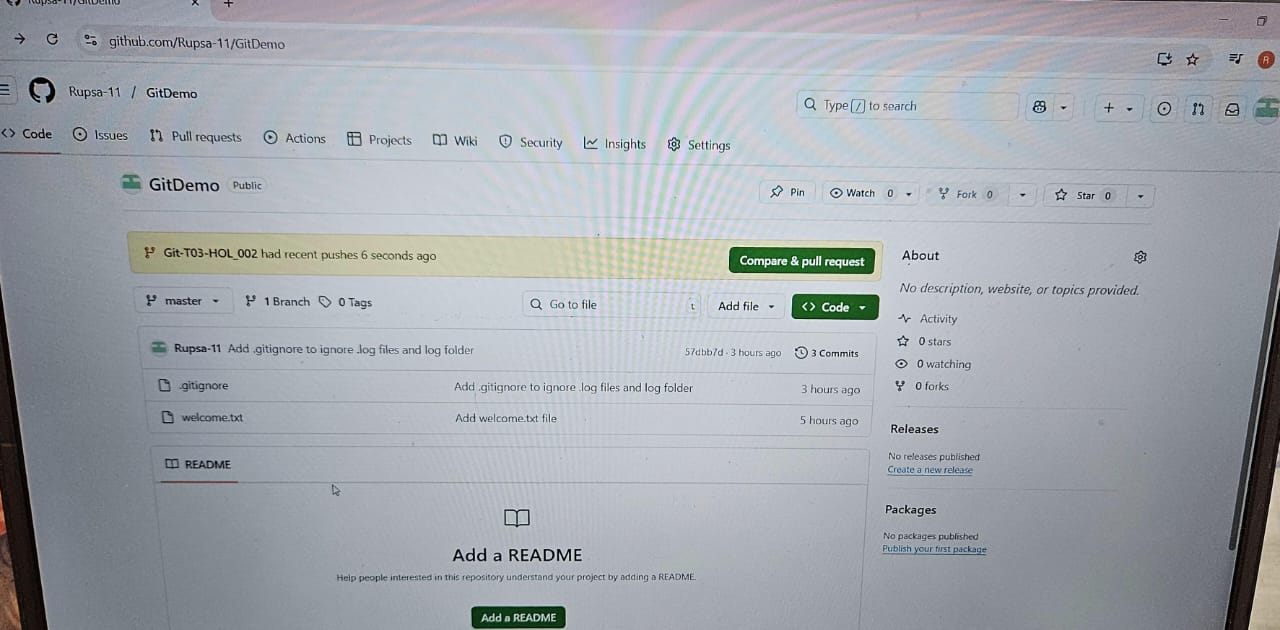 github.com/Rupsa-11/GitDemo
R
Rupsa-11 / GitDemo
Type / to search
<> Code Issues Pull requests Actions Projects Wiki Security Insights Settings
GitDemo Public
Pin Watch 0 Fork 0 Star 0
Git-T03-HOL_002 had recent pushes 6 seconds ago
Compare & pull request
master 1 Branch 0 Tags
Go to file t
Add file
<> Code
Rupsa-11 Add .gitignore to ignore .log files and log folder
57dbb7d · 3 hours ago 3 Commits
.gitignore Add .gitignore to ignore .log files and log folder 3 hours ago
welcome.txt Add welcome.txt file 5 hours ago
README
Add a README
Help people interested in this repository understand your project by adding a README.
Add a README
About
No description, website, or topics provided.
Activity
0 stars
0 watching
0 forks
Releases
No releases published
Create a new release
Packages
No packages published
Publish your first package